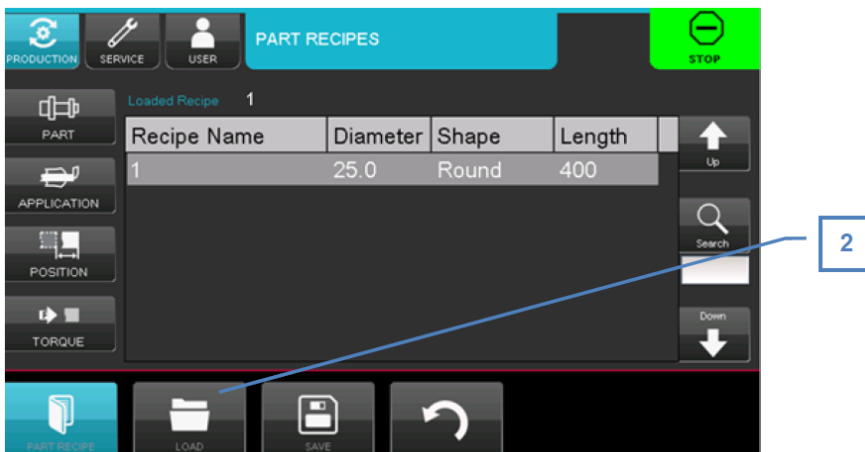 PRODUCTION
SERVICE
USER
PART RECIPES
STOP
PART
APPLICATION
POSITION
TORQUE
Loaded Recipe 1
Recipe Name Diameter Shape Length
1 25.0 Round 400
Up
Search
Down
2
PART RECIPE
LOAD
SAVE